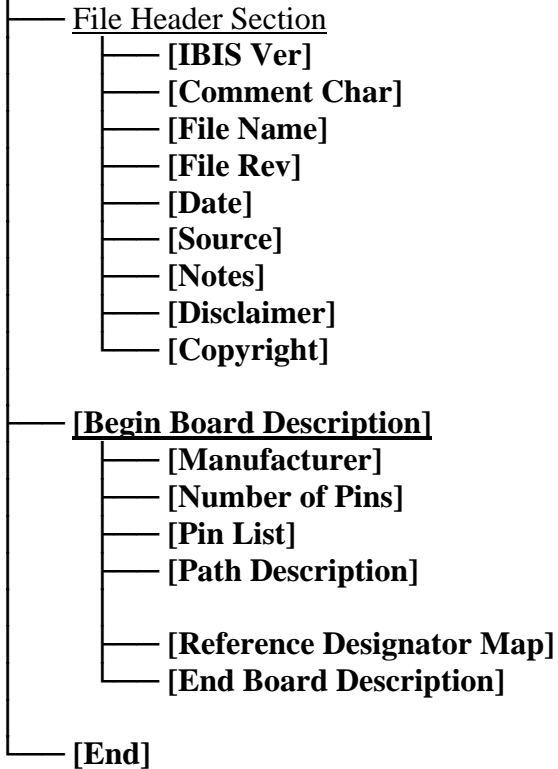 File Header Section
[IBIS Ver]
[Comment Char]
[File Name]
[File Rev]
[Date]
[Source]
[Notes]
[Disclaimer]
[Copyright]
[Begin Board Description]
[Manufacturer]
[Number of Pins]
[Pin List]
[Path Description]
[Reference Designator Map]
[End Board Description]
[End]